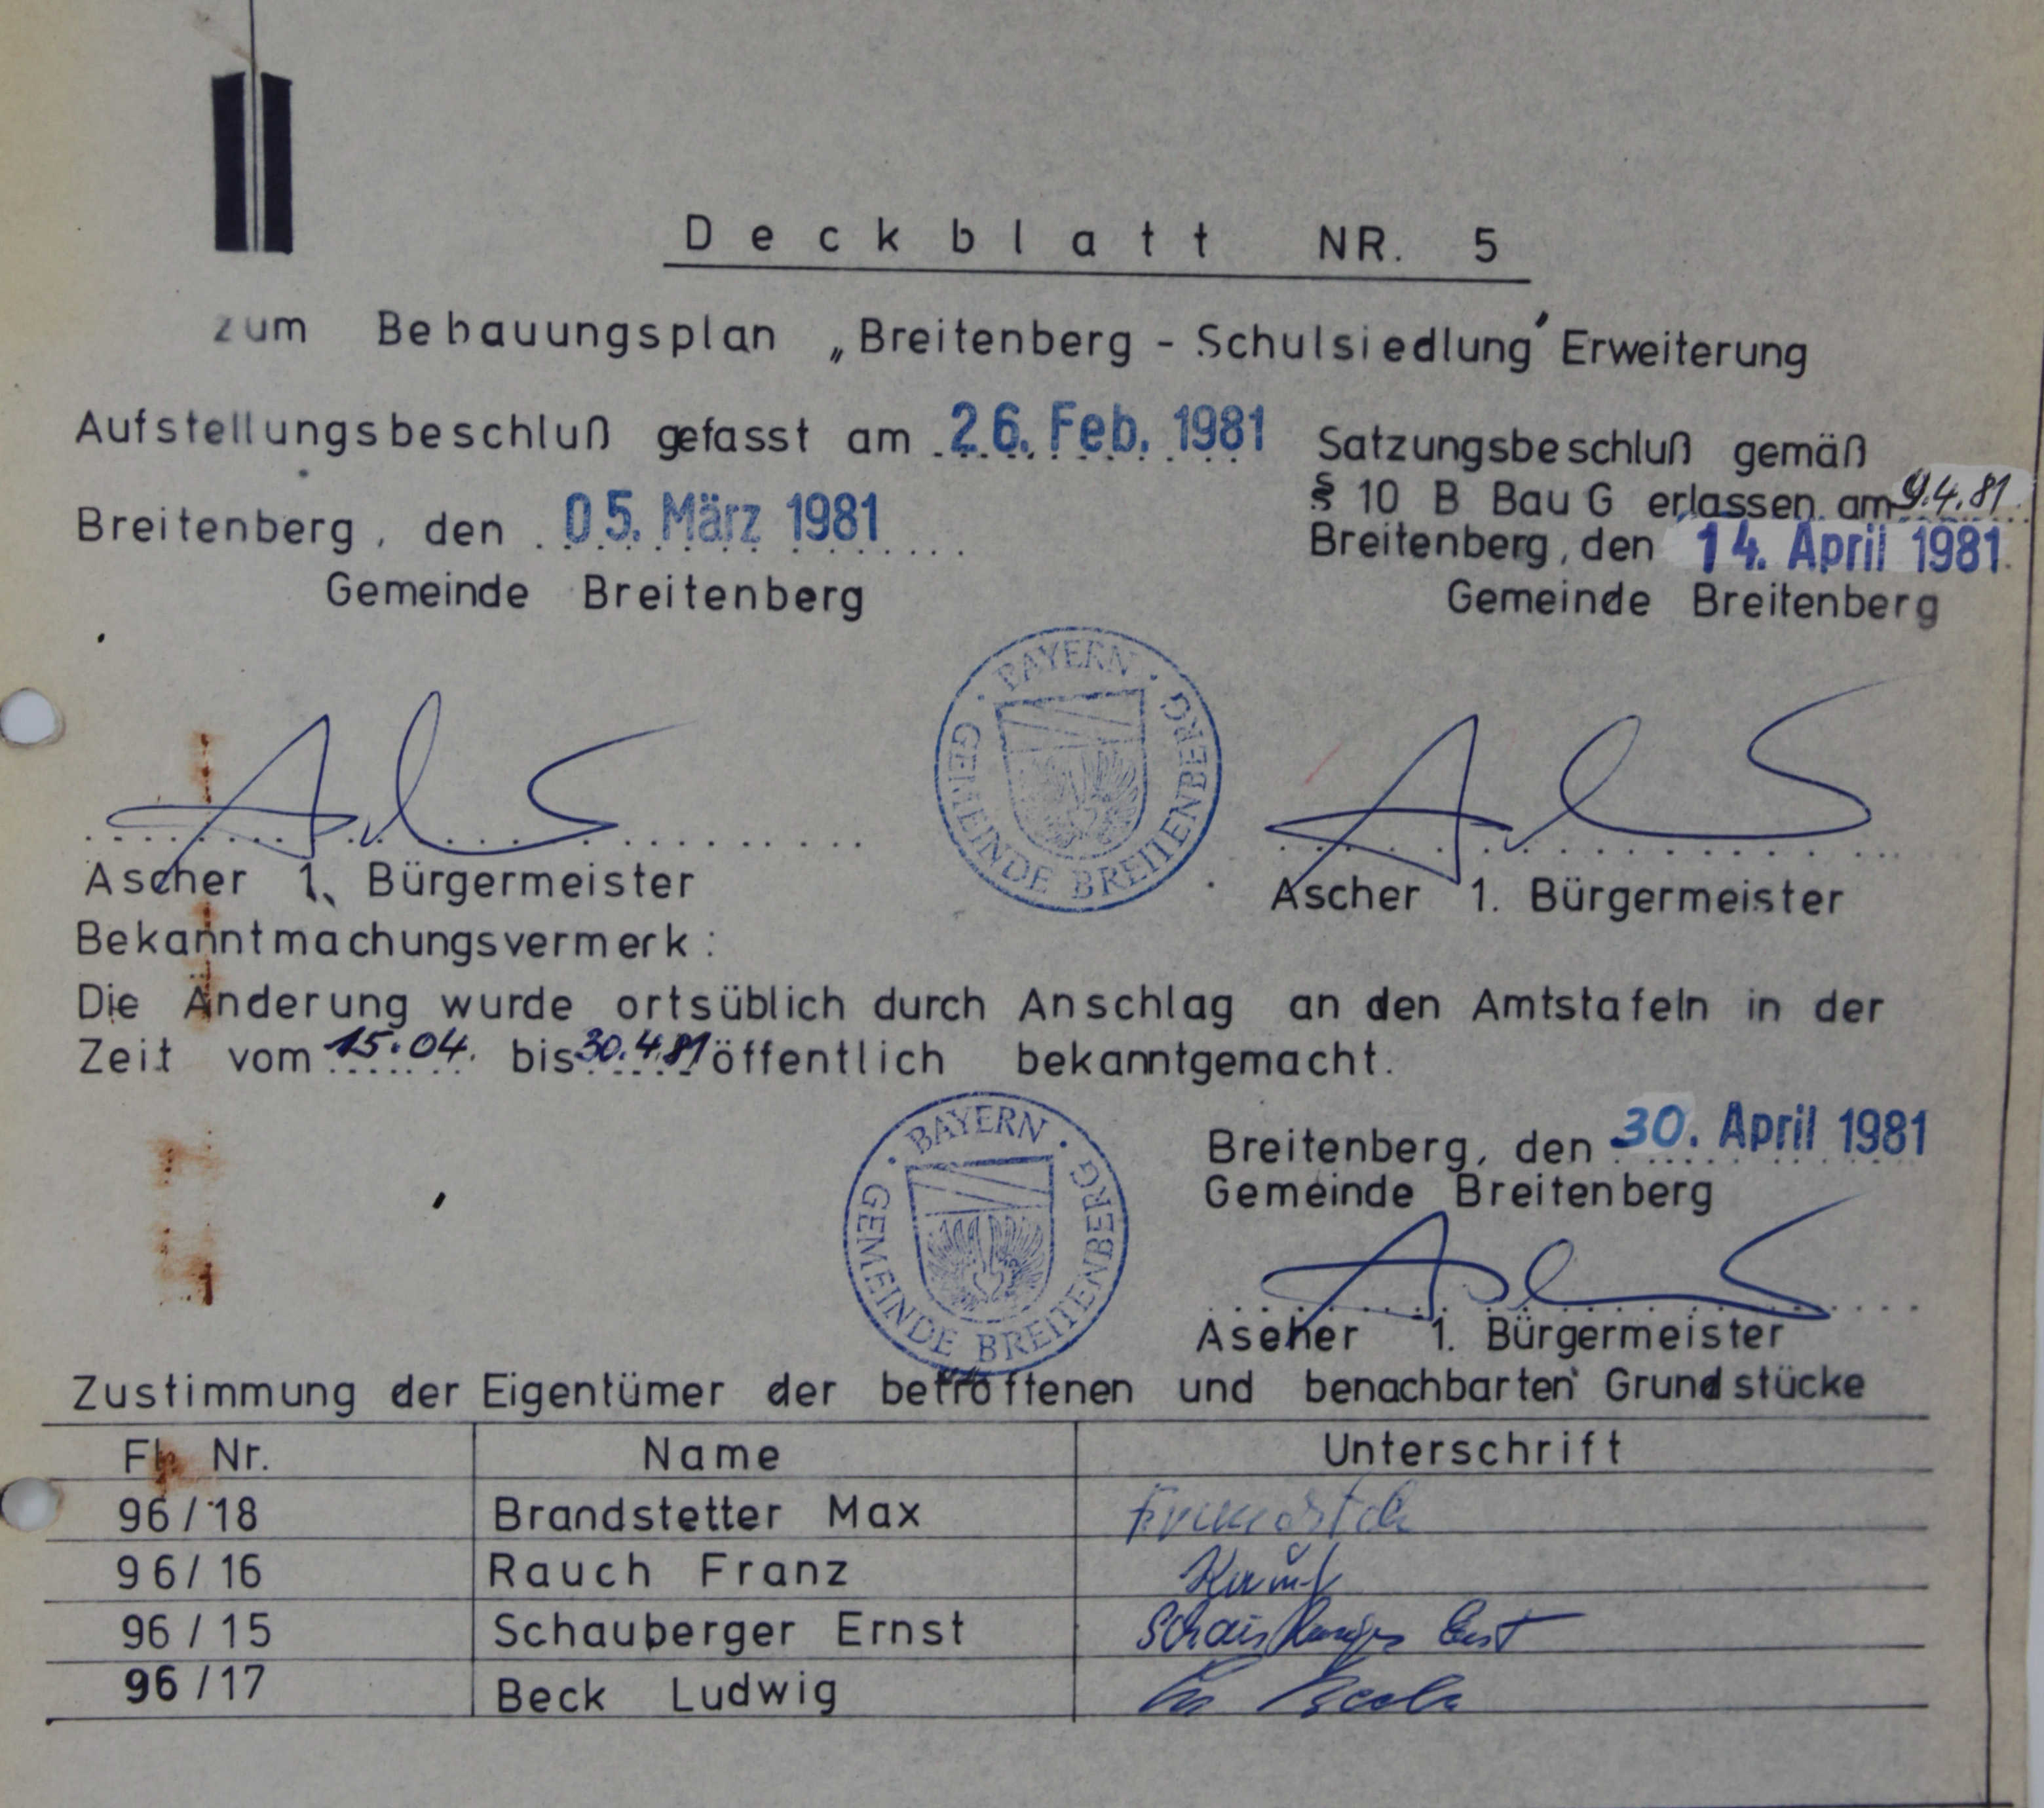 Deckblatt NR. 5
zum Bebauungsplan „Breitenberg - Schulsiedlung" Erweiterung
Aufstellungsbeschluß gefasst am 26. Feb. 1981
Breitenberg, den 05. März 1981
Gemeinde Breitenberg
Satzungsbeschluß gemäß
§ 10 B Bau G erlassen am 9.4.81
Breitenberg, den 14. April 1981
Gemeinde Breitenberg
BAYERN
GEMEINDE BREITENBERG
Ascher 1. Bürgermeister
Ascher 1. Bürgermeister
Bekanntmachungsvermerk:
Die Änderung wurde ortsüblich durch Anschlag an den Amtstafeln in der
Zeit vom 15.04. bis 30.4.81 öffentlich bekanntgemacht.
BAYERN
GEMEINDE BREITENBERG
Breitenberg, den 30. April 1981
Gemeinde Breitenberg
Ascher 1. Bürgermeister
Zustimmung der Eigentümer der betroffenen und benachbarten Grundstücke
Nr. Name Unterschrift
96/18 Brandstetter Max
96/16 Rauch Franz
96/15 Schauberger Ernst
96/17 Beck Ludwig